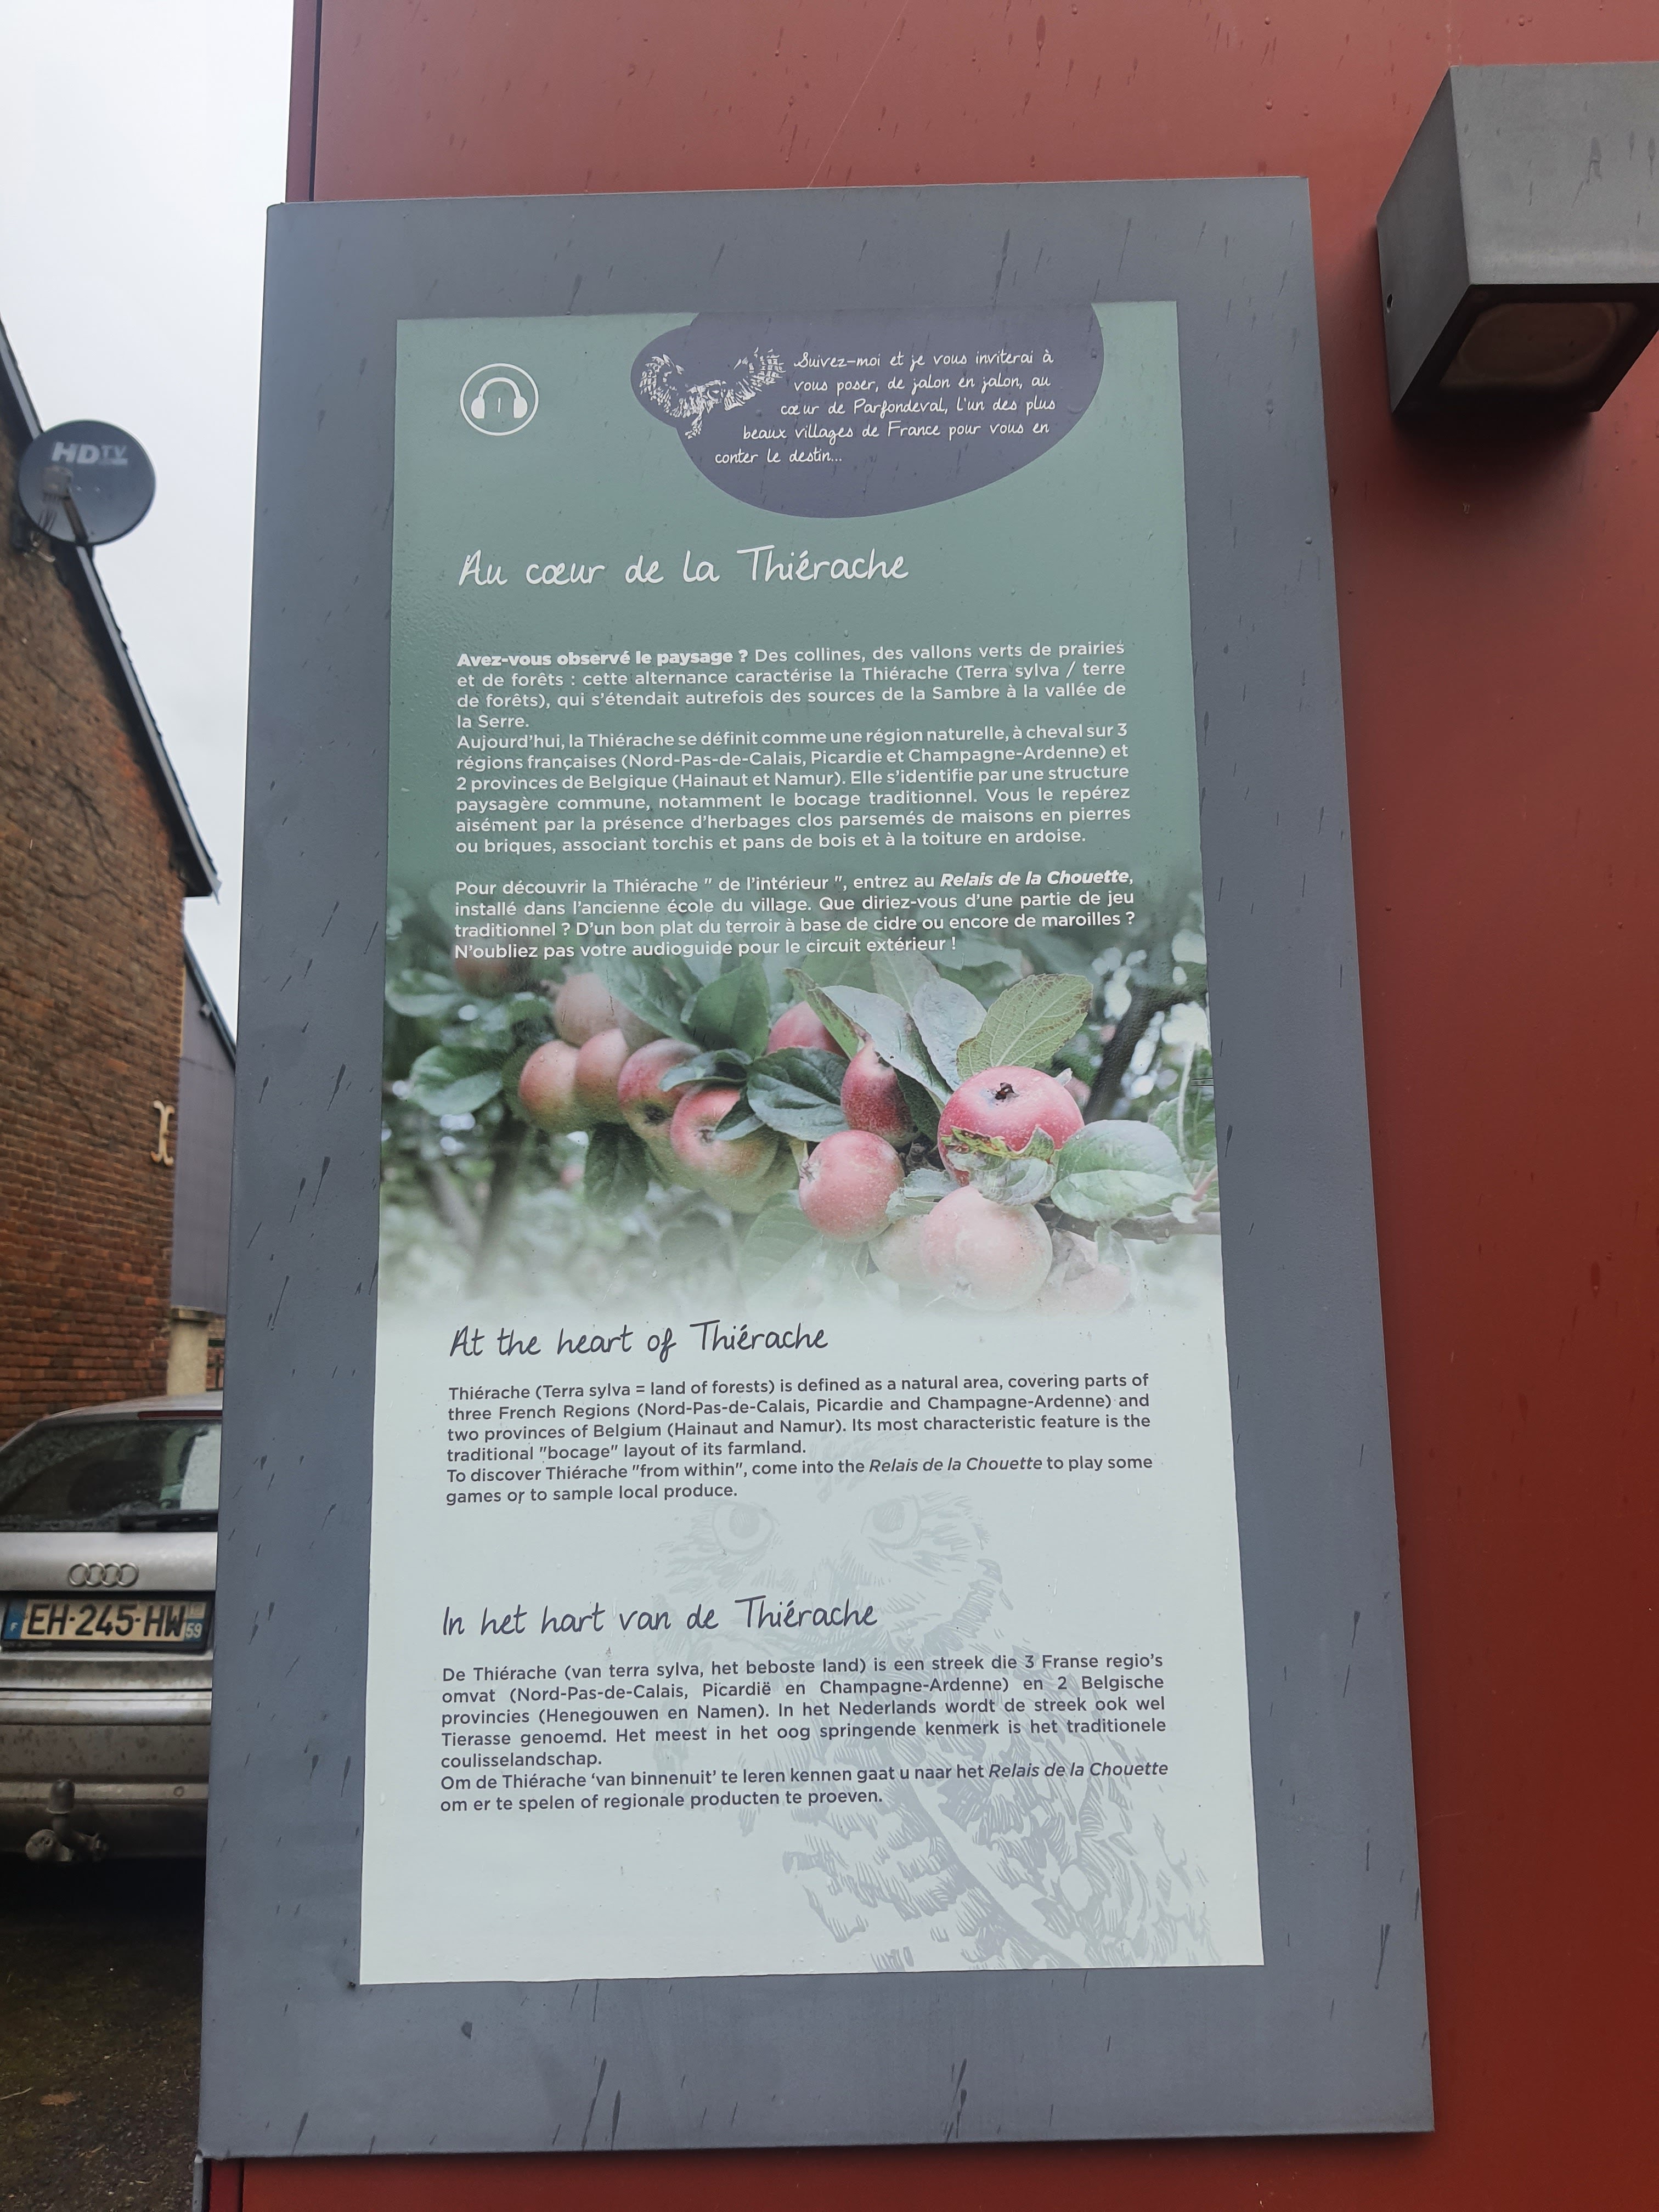 HDTV
1
Suivez-moi et je vous inviterai à
vous poser, de jalon en jalon, au
cœur de Parfondeval, l'un des plus
beaux villages de France pour vous en
conter le destin...
Au cœur de la Thiérache
Avez-vous observé le paysage ? Des collines, des vallons verts de prairies
et de forêts : cette alternance caractérise la Thiérache (Terra sylva / terre
de forêts), qui s'étendait autrefois des sources de la Sambre à la vallée de
la Serre.
Aujourd'hui, la Thiérache se définit comme une région naturelle, à cheval sur 3
régions françaises (Nord-Pas-de-Calais, Picardie et Champagne-Ardenne) et
2 provinces de Belgique (Hainaut et Namur). Elle s'identifie par une structure
paysagère commune, notamment le bocage traditionnel. Vous le repérez
aisément par la présence d'herbages clos parsemés de maisons en pierres
ou briques, associant torchis et pans de bois et à la toiture en ardoise.
Pour découvrir la Thiérache " de l'intérieur ", entrez au Relais de la Chouette,
installé dans l'ancienne école du village. Que diriez-vous d'une partie de jeu
traditionnel ? D'un bon plat du terroir à base de cidre ou encore de maroilles ?
N'oubliez pas votre audioguide pour le circuit extérieur !
At the heart of Thiérache
Thiérache (Terra sylva = land of forests) is defined as a natural area, covering parts of
three French Regions (Nord-Pas-de-Calais, Picardie and Champagne-Ardenne) and
two provinces of Belgium (Hainaut and Namur). Its most characteristic feature is the
traditional "bocage" layout of its farmland.
To discover Thiérache "from within", come into the Relais de la Chouette to play some
games or to sample local produce.
In het hart van de Thiérache
De Thiérache (van terra sylva, het beboste land) is een streek die 3 Franse regio's
omvat (Nord-Pas-de-Calais, Picardië en Champagne-Ardenne) en 2 Belgische
provincies (Henegouwen en Namen). In het Nederlands wordt de streek ook wel
Tierasse genoemd. Het meest in het oog springende kenmerk is het traditionele
coulisselandschap.
Om de Thiérache 'van binnenuit' te leren kennen gaat u naar het Relais de la Chouette
om er te spelen of regionale producten te proeven.
F EH-245-HW 59